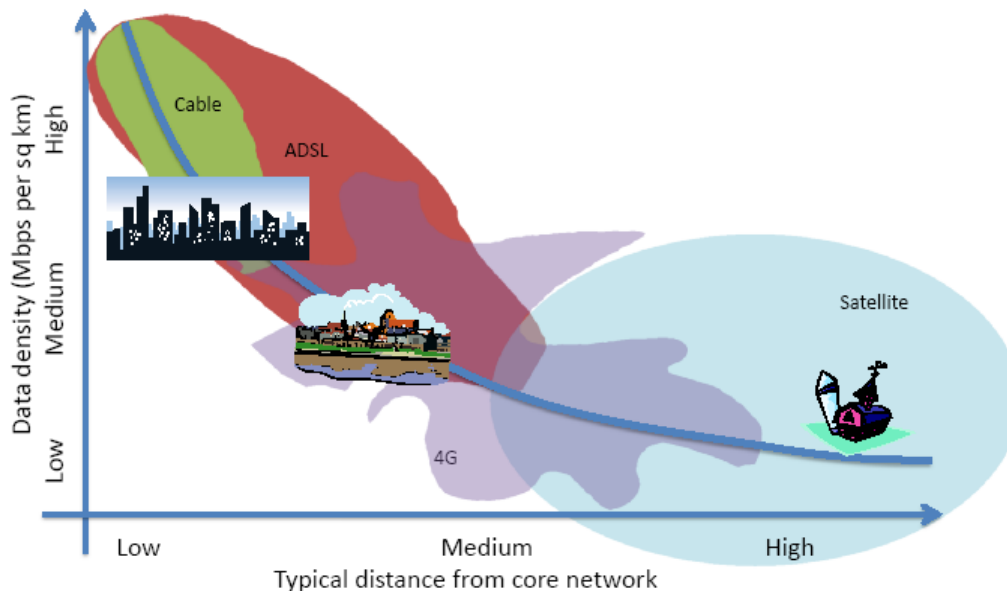 Data density (Mbps per sq km)
High
Medium
Low
Cable
ADSL
Satellite
4G
Low
Medium
High
Typical distance from core network